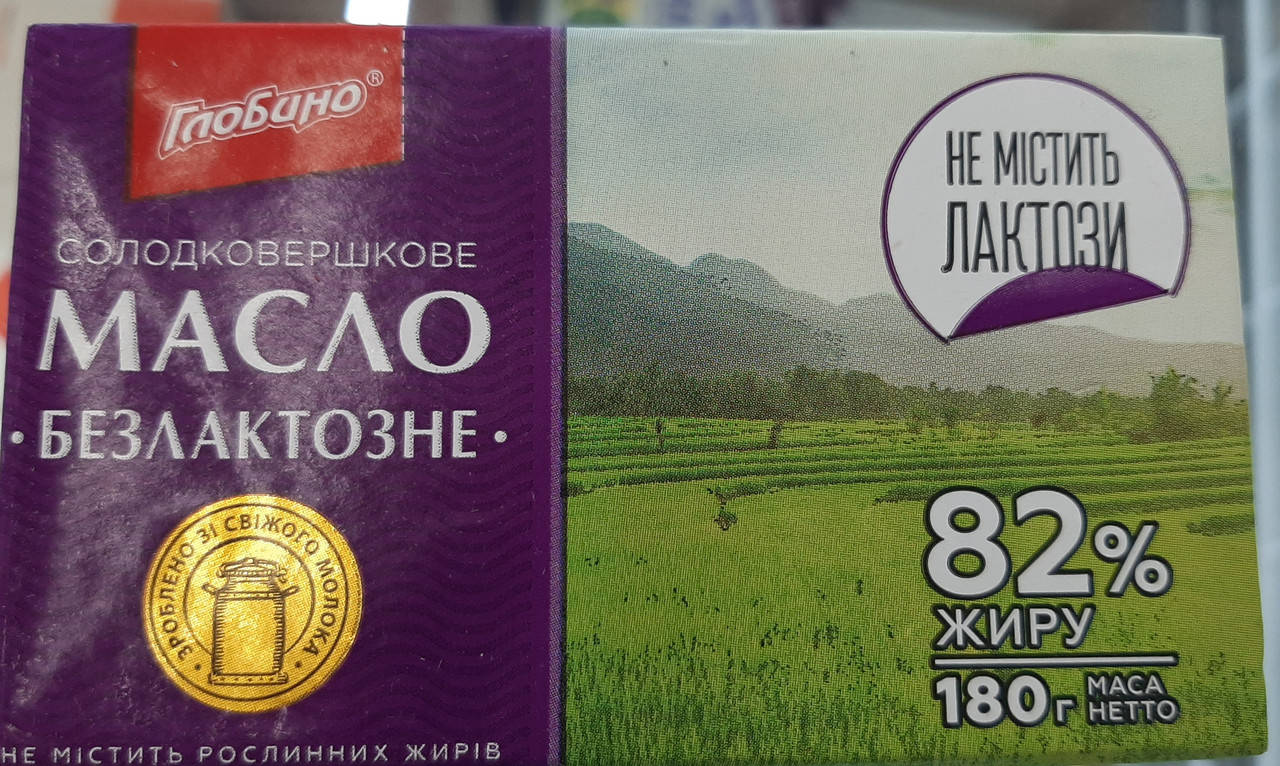 Глобино®
СОЛОДКОВЕРШКОВЕ
МАСЛО
• БЕЗЛАКТОЗНЕ •
• ЗРОБЛЕНО ЗІ СВІЖОГО МОЛОКА •
НЕ МІСТИТЬ РОСЛИННИХ ЖИРІВ
НЕ МІСТИТЬ
ЛАКТОЗИ
82%
ЖИРУ
180г МАСА
НЕТТО